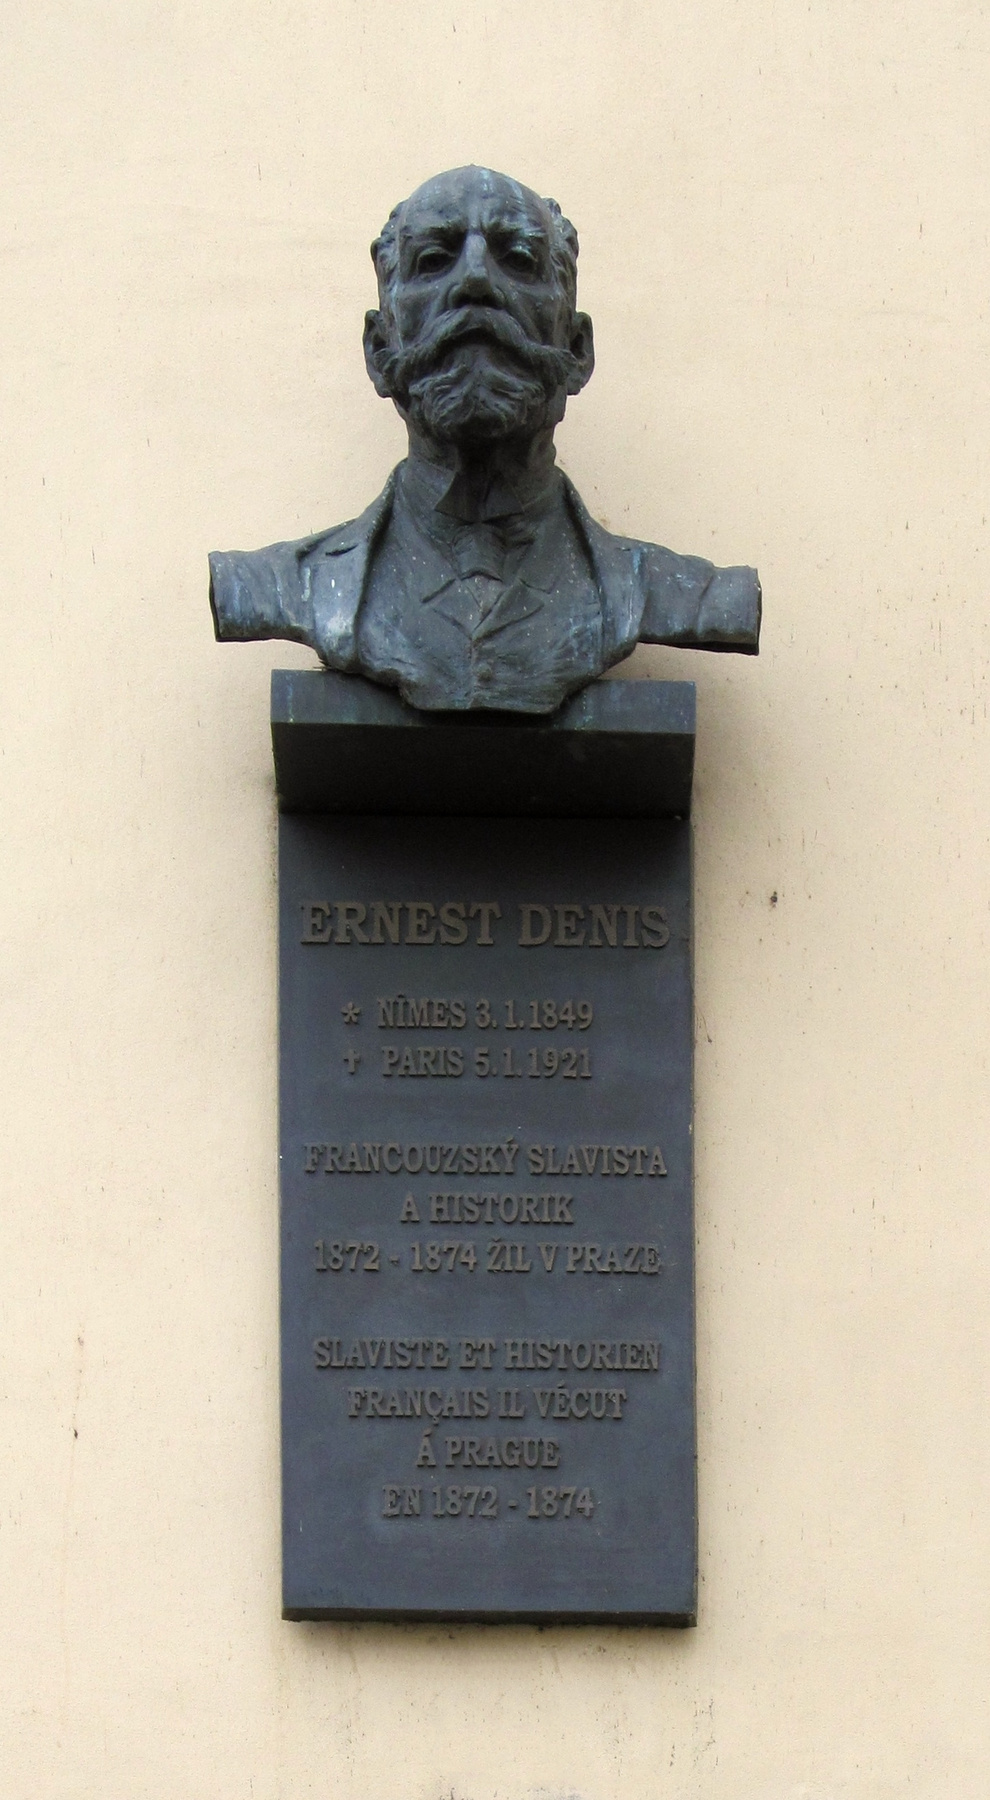 ERNEST DENIS
* NÎMES 3.1.1849
† PARIS 5.1.1921
FRANCOUZSKÝ SLAVISTA
A HISTORIK
1872 - 1874 ŽIL V PRAZE
SLAVISTE ET HISTORIEN
FRANÇAIS IL VÉCUT
Á PRAGUE
EN 1872 - 1874